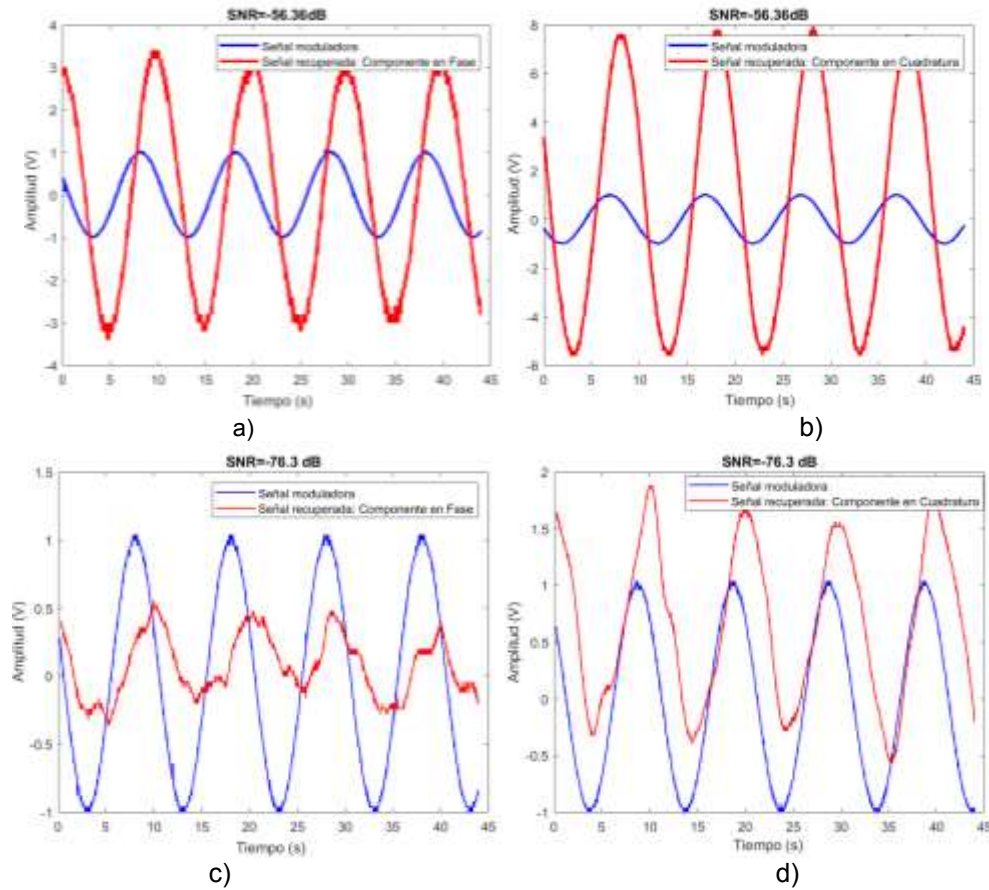 SNR=-56.36dB
Señal moduladora
Señal recuperada: Componente en Fase
Amplitud (V)
4
3
2
1
0
-1
-2
-3
-4
0 5 10 15 20 25 30 35 40 45
Tiempo (s)
a)
SNR=-56.36dB
Señal moduladora
Señal recuperada: Componente en Cuadratura
Amplitud (V)
8
6
4
2
0
-2
-4
-6
0 5 10 15 20 25 30 35 40 45
Tiempo (s)
b)
SNR=-76.3 dB
Señal moduladora
Señal recuperada: Componente en Fase
Amplitud (V)
1.5
1
0.5
0
-0.5
-1
0 5 10 15 20 25 30 35 40 45
Tiempo (s)
c)
SNR=-76.3 dB
Señal moduladora
Señal recuperada: Componente en Cuadratura
Amplitud (V)
2
1.5
1
0.5
0
-0.5
-1
0 5 10 15 20 25 30 35 40 45
Tiempo (s)
d)